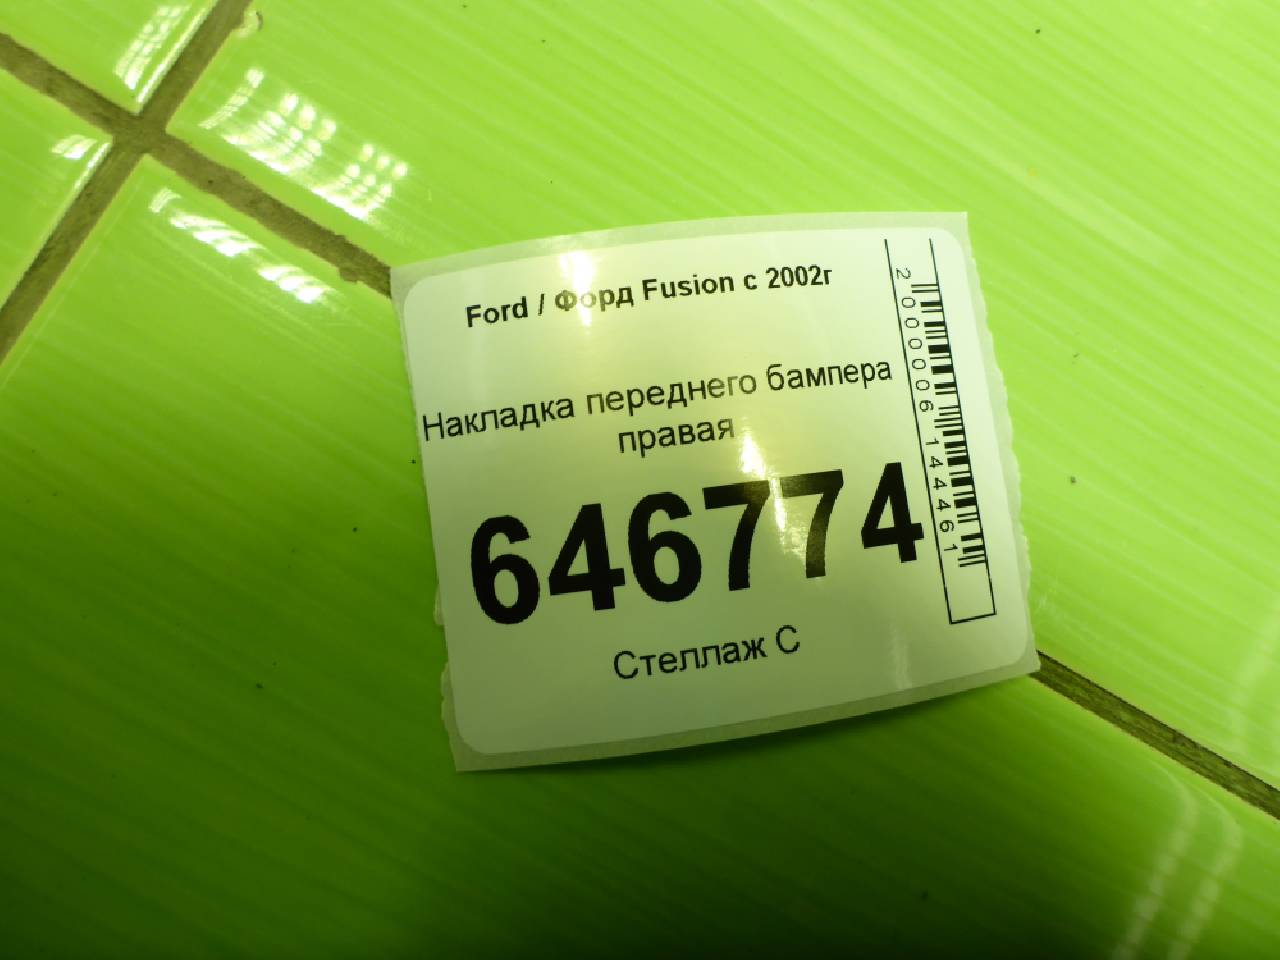 Ford / Форд Fusion с 2002г
Накладка переднего бампера
правая
646774
Стеллаж С
2000006144461